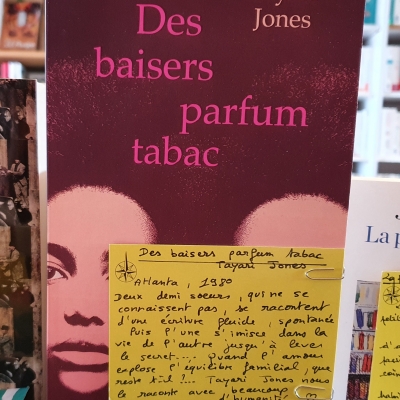 Jones
Des
baisers
parfum
tabac
Des baisers parfum tabac
Tayari Jones
Atlanta, 1980
Deux demi soeurs, qui ne se
connaissent pas, se racontent
d'une écriture fluide, spontanée
Puis l'une s'immisce dans la
vie de l'autre jusqu'à lever
le secret.... Quand l'amour
explose l'équilibre familial, que
reste t-il ?... Tayari Jones nous
le raconte avec beaucoup
d'humanité
La p
petit